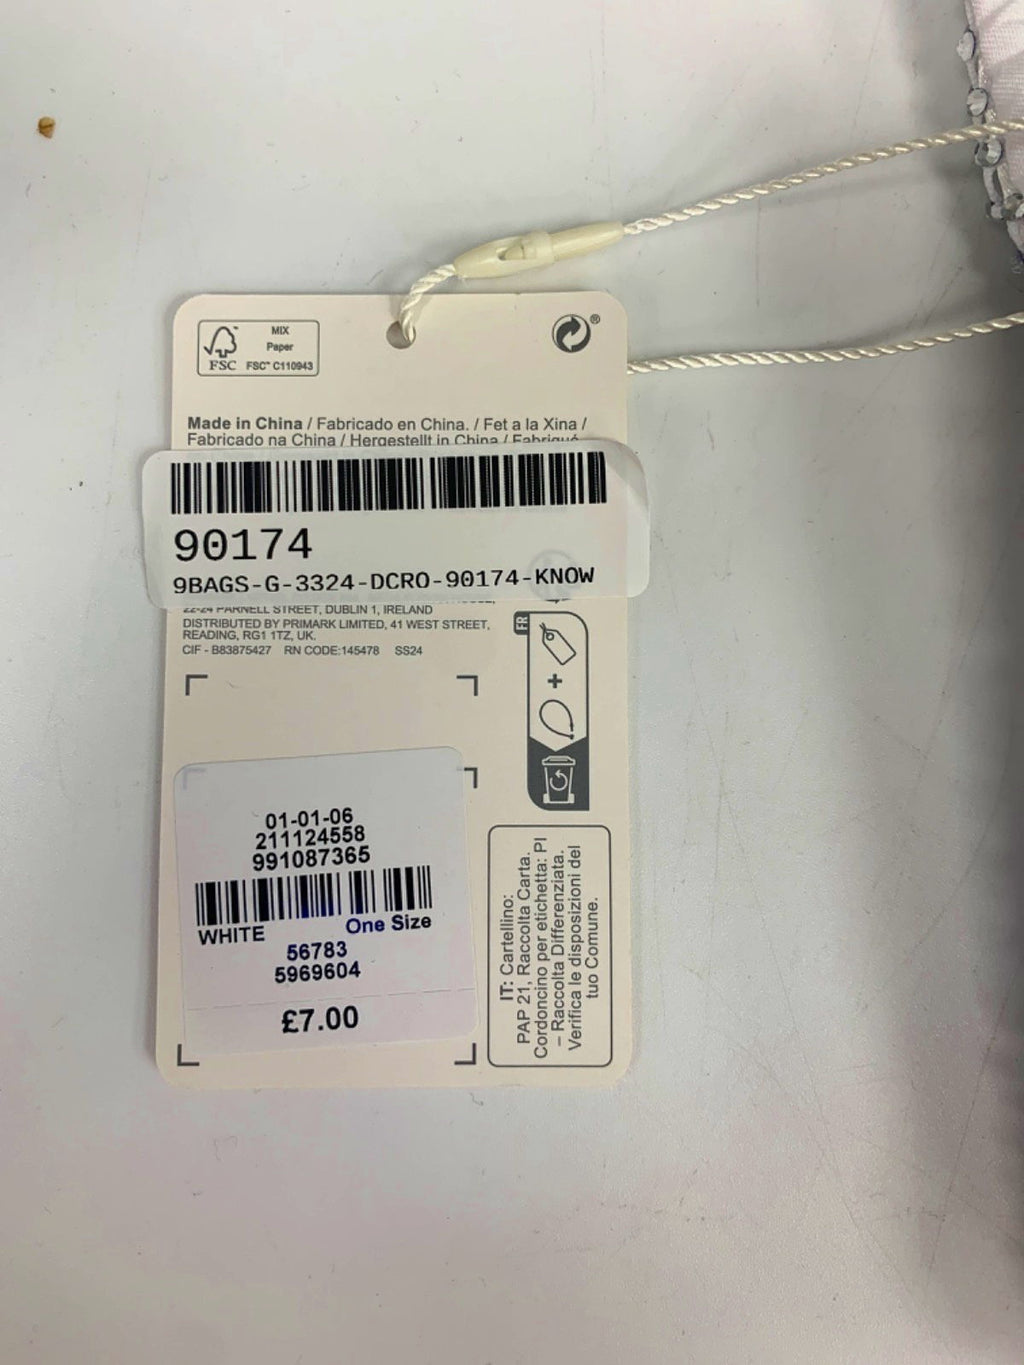 MIX
Paper
FSC
FSC™ C110943
®
Made in China / Fabricado en China. / Fet a la Xina /
Fabricado na China / Hergestellt in China / Fabriqué
90174
9BAGS-G-3324-DCRO-90174-KNOW
22-24 PARNELL STREET, DUBLIN 1, IRELAND
DISTRIBUTED BY PRIMARK LIMITED, 41 WEST STREET,
READING, RG1 1TZ, UK.
CIF - B83875427 RN CODE:145478 SS24
FR
+
01-01-06
211124558
991087365
WHITE One Size
56783
5969604
£7.00
IT: Cartellino:
PAP 21, Raccolta Carta.
Cordoncino per etichetta: PI
– Raccolta Differenziata.
Verifica le disposizioni del
tuo Comune.